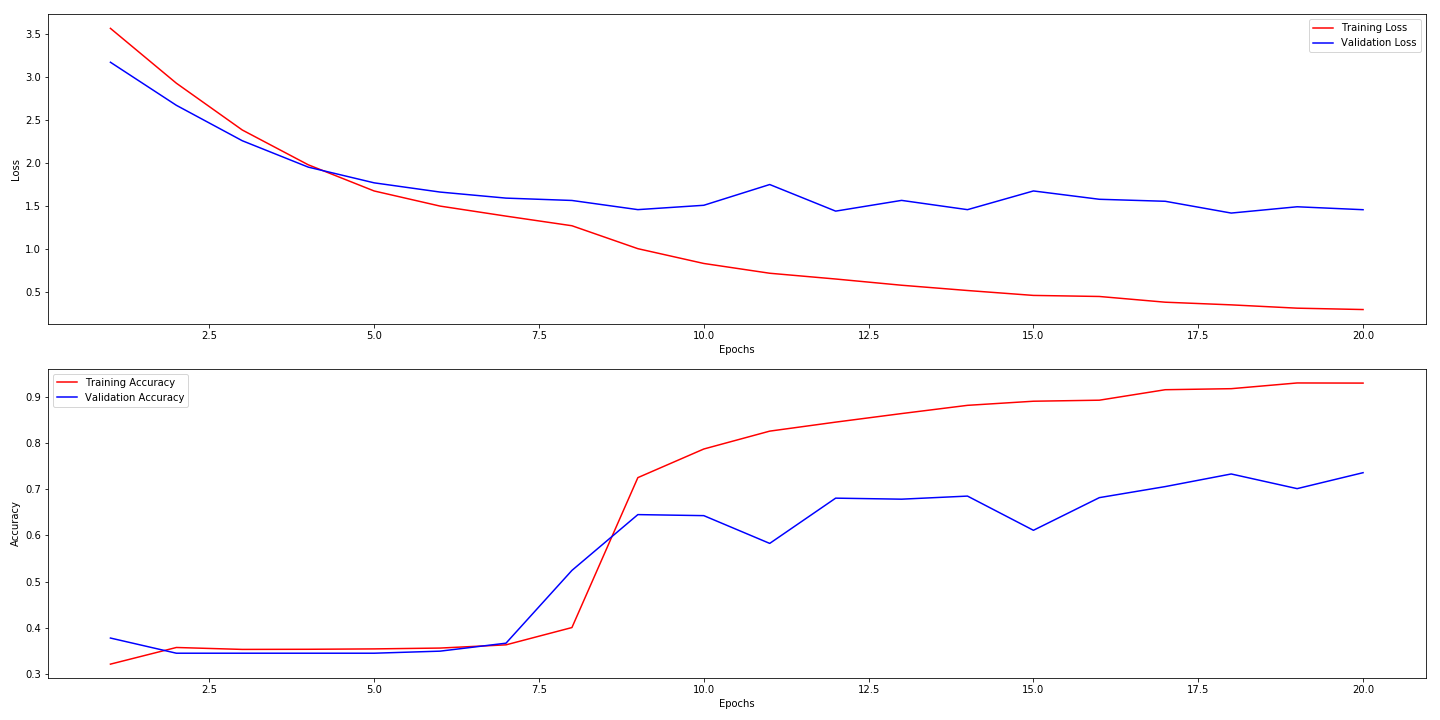 Training Loss
Validation Loss
3.5
3.0
2.5
2.0
1.5
1.0
0.5
Loss
2.5 5.0 7.5 10.0 12.5 15.0 17.5 20.0
Epochs
Training Accuracy
Validation Accuracy
0.9
0.8
0.7
0.6
0.5
0.4
0.3
Accuracy
2.5 5.0 7.5 10.0 12.5 15.0 17.5 20.0
Epochs